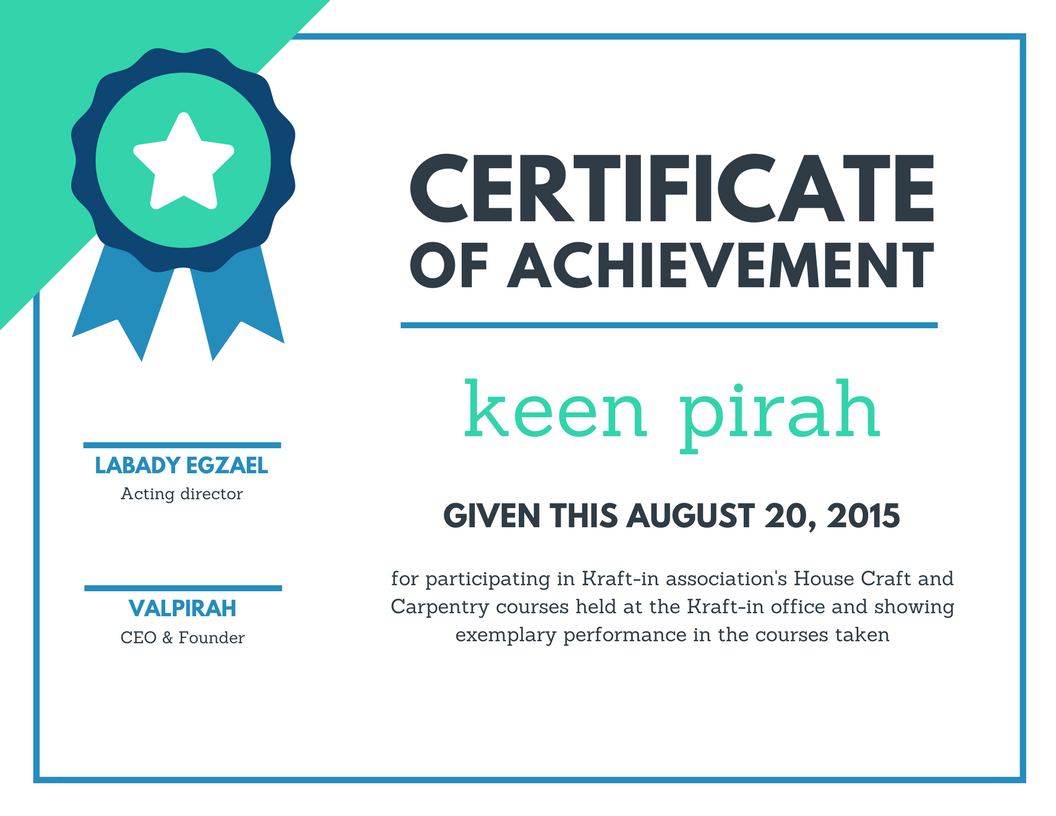 CERTIFICATE
OF ACHIEVEMENT
keen pirah
GIVEN THIS AUGUST 20, 2015
for participating in Kraft-in association's House Craft and
Carpentry courses held at the Kraft-in office and showing
exemplary performance in the courses taken
LABADY EGZAEL
Acting director
VALPIRAH
CEO & Founder